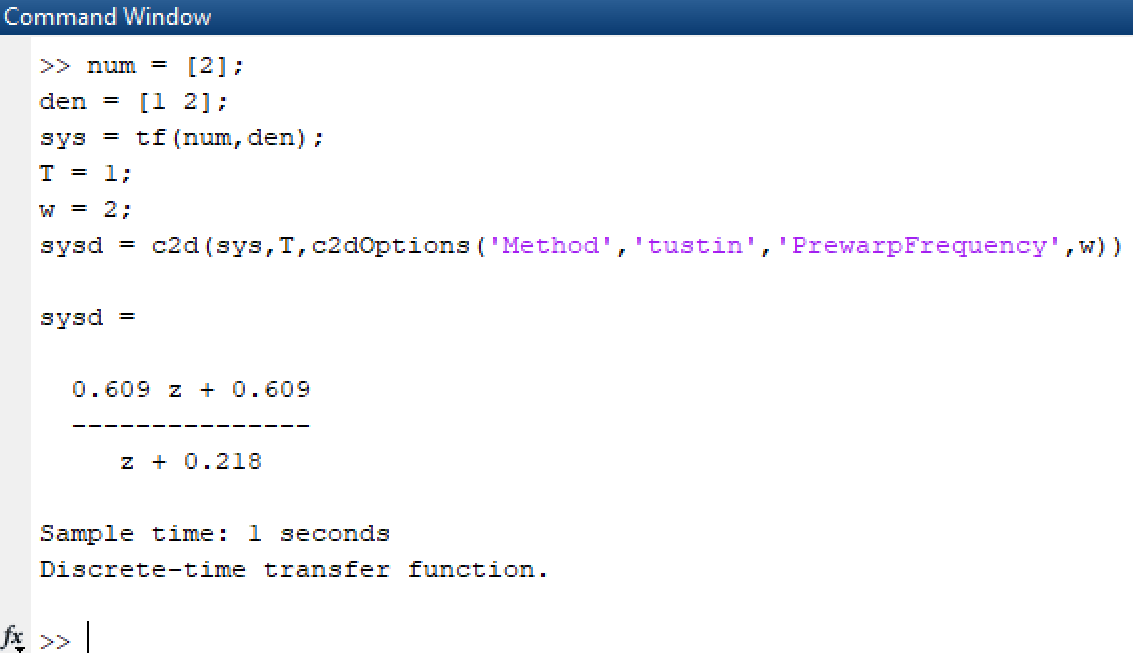 Command Window
>> num = [2];
den = [1 2];
sys = tf(num,den);
T = 1;
w = 2;
sysd = c2d(sys,T,c2dOptions('Method','tustin','PrewarpFrequency',w))
sysd =
0.609 z + 0.609
---------------
z + 0.218
Sample time: 1 seconds
Discrete-time transfer function.
fx >>